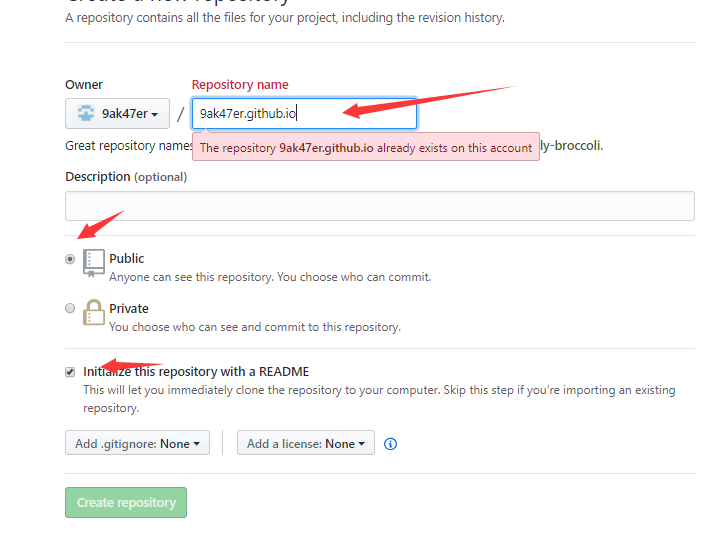 Create a new repository
A repository contains all the files for your project, including the revision history.
Owner
Repository name
9ak47er
/
9ak47er.github.io
Great repository names
ly-broccoli.
The repository 9ak47er.github.io already exists on this account
Description (optional)
Public
Anyone can see this repository. You choose who can commit.
Private
You choose who can see and commit to this repository.
Initialize this repository with a README
This will let you immediately clone the repository to your computer. Skip this step if you're importing an existing
repository.
Add .gitignore: None
Add a license: None
Create repository